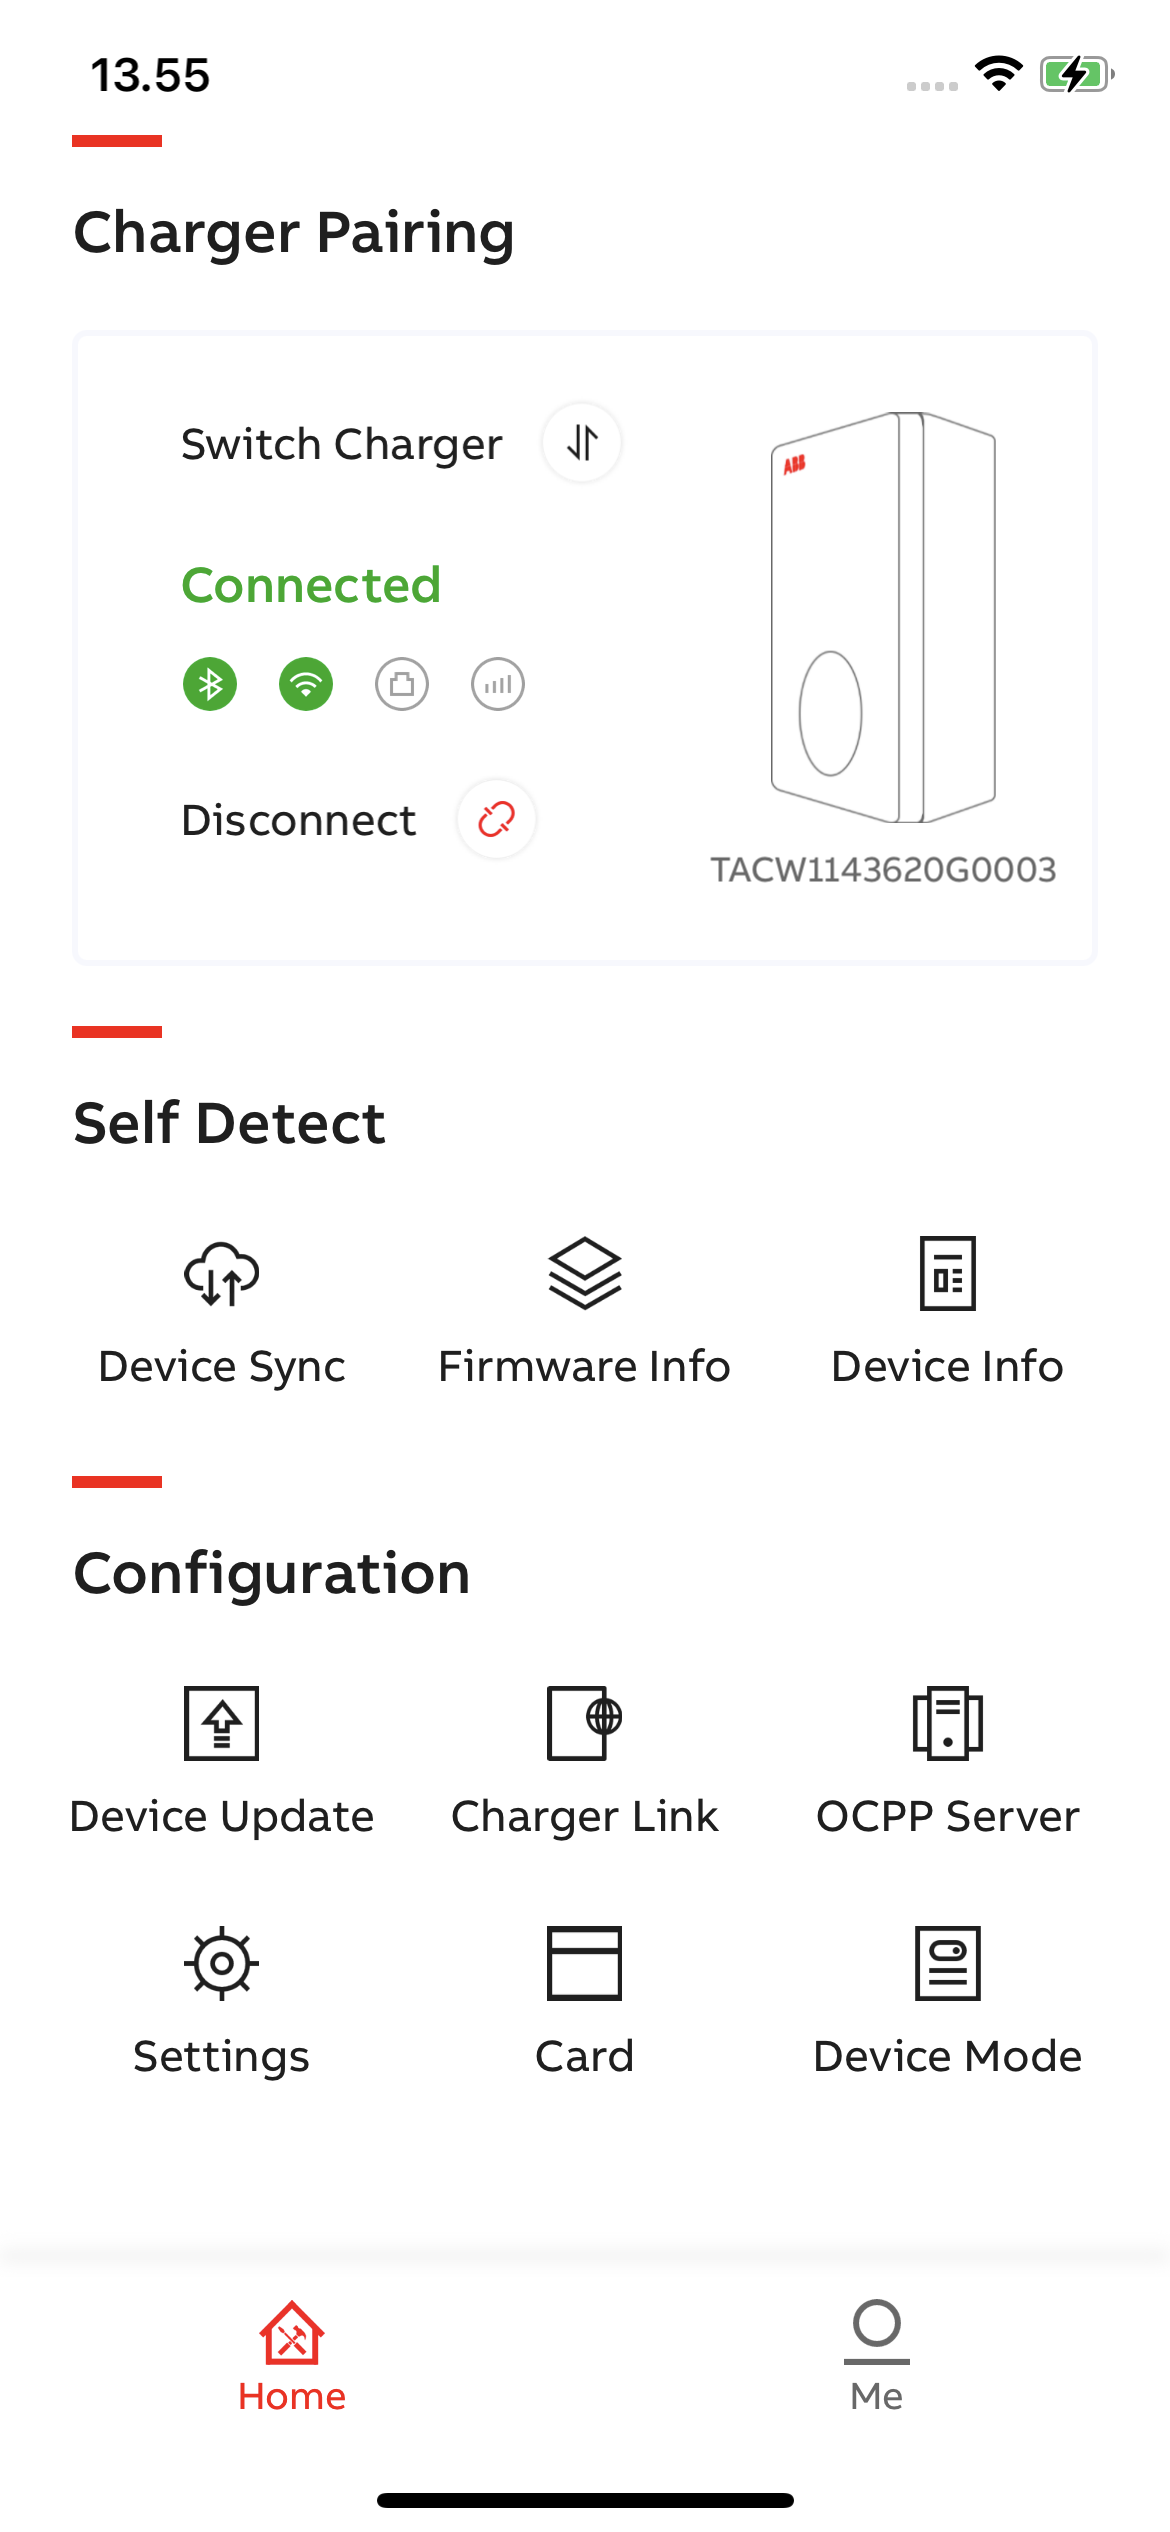 13.55
Charger Pairing
Switch Charger
ABB
Connected
Disconnect
TACW1143620G0003
Self Detect
Device Sync
Firmware Info
Device Info
Configuration
Device Update
Charger Link
OCPP Server
Settings
Card
Device Mode
Home
Me